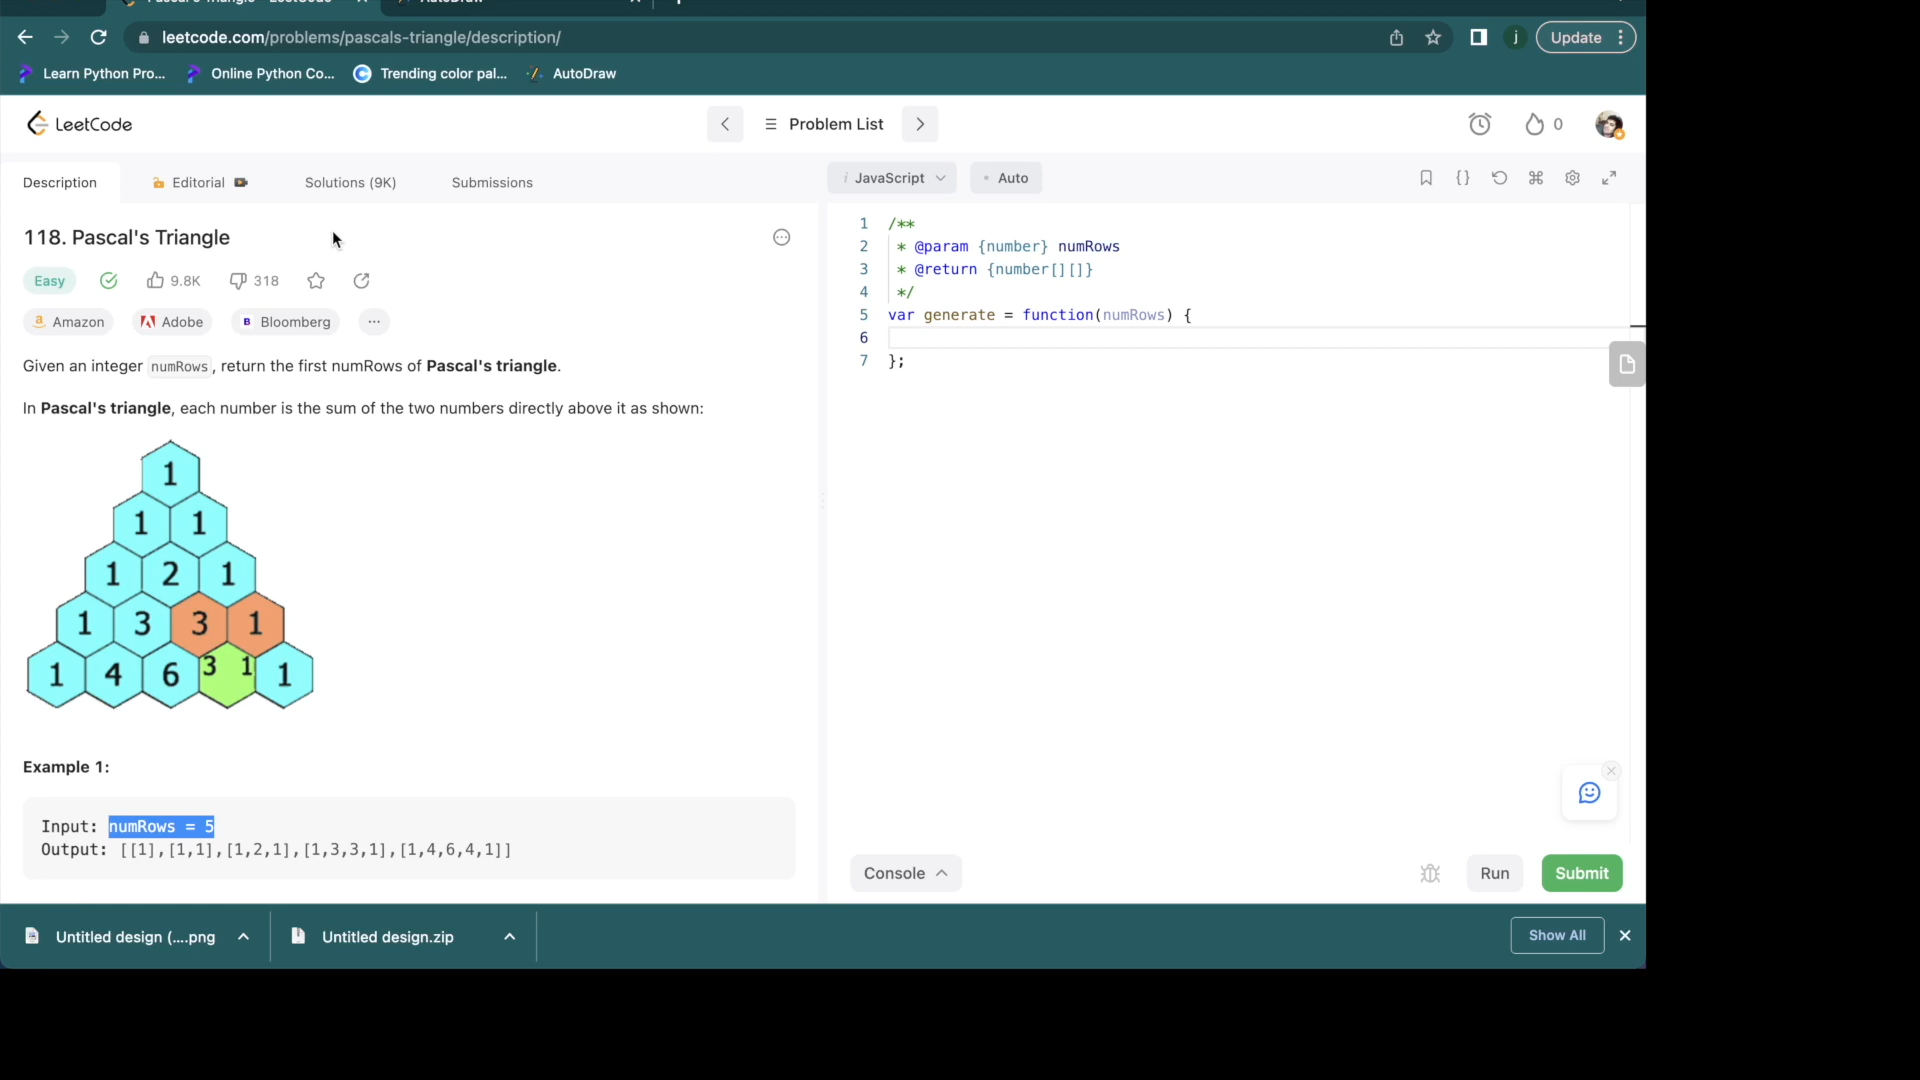 leetcode.com/problems/pascals-triangle/description/
j
Update
Learn Python Pro...
Online Python Co...
Trending color pal...
AutoDraw
LeetCode
Problem List
0
Description
Editorial
Solutions (9K)
Submissions
i JavaScript
Auto
118. Pascal's Triangle
Easy
9.8K
318
Amazon
Adobe
Bloomberg
Given an integer numRows, return the first numRows of Pascal's triangle.
In Pascal's triangle, each number is the sum of the two numbers directly above it as shown:
1
1 1
1 2 1
1 3 3 1
1 4 6 3 1 1
Example 1:
Input: numRows = 5
Output: [[1],[1,1],[1,2,1],[1,3,3,1],[1,4,6,4,1]]
1 /**
2 * @param {number} numRows
3 * @return {number[][]}
4 */
5 var generate = function(numRows) {
6
7 };
Console
Run
Submit
Untitled design (....png
Untitled design.zip
Show All